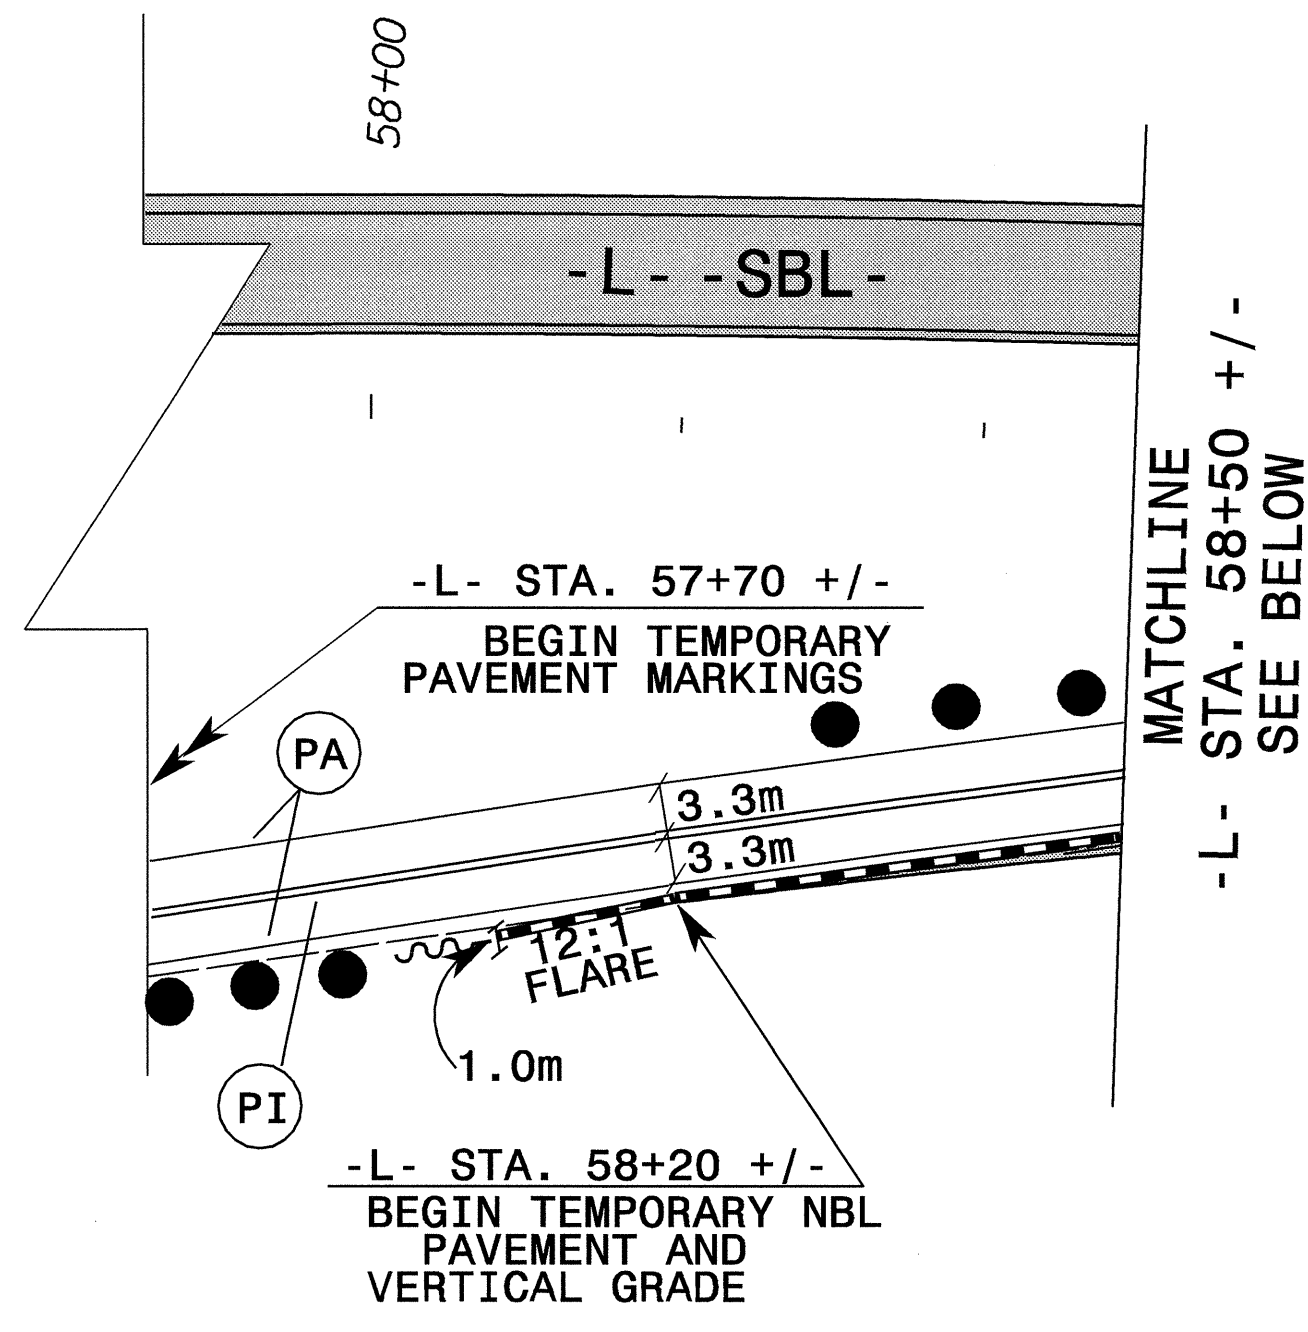 58+00
-L- -SBL-
-L- STA. 57+70 +/-
BEGIN TEMPORARY
PAVEMENT MARKINGS
MATCHLINE
-L- STA. 58+50 +/-
SEE BELOW
PA
3.3m
3.3m
12:1
FLARE
1.0m
PI
-L- STA. 58+20 +/-
BEGIN TEMPORARY NBL
PAVEMENT AND
VERTICAL GRADE